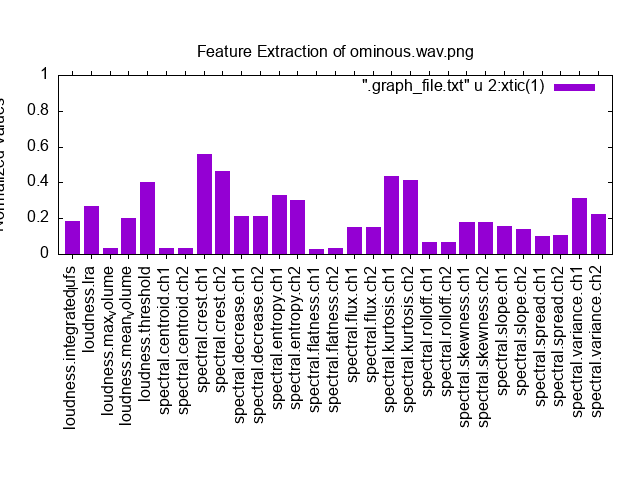 Feature Extraction of ominous.wav.png
Normalized Values
1
0.8
0.6
0.4
0.2
0
".graph_file.txt" u 2:xtic(1)
loudness.integratedlufs
loudness.lra
loudness.maxvolume
loudness.meanvolume
loudness.threshold
spectral.centroid.ch1
spectral.centroid.ch2
spectral.crest.ch1
spectral.crest.ch2
spectral.decrease.ch1
spectral.decrease.ch2
spectral.entropy.ch1
spectral.entropy.ch2
spectral.flatness.ch1
spectral.flatness.ch2
spectral.flux.ch1
spectral.flux.ch2
spectral.kurtosis.ch1
spectral.kurtosis.ch2
spectral.rolloff.ch1
spectral.rolloff.ch2
spectral.skewness.ch1
spectral.skewness.ch2
spectral.slope.ch1
spectral.slope.ch2
spectral.spread.ch1
spectral.spread.ch2
spectral.variance.ch1
spectral.variance.ch2